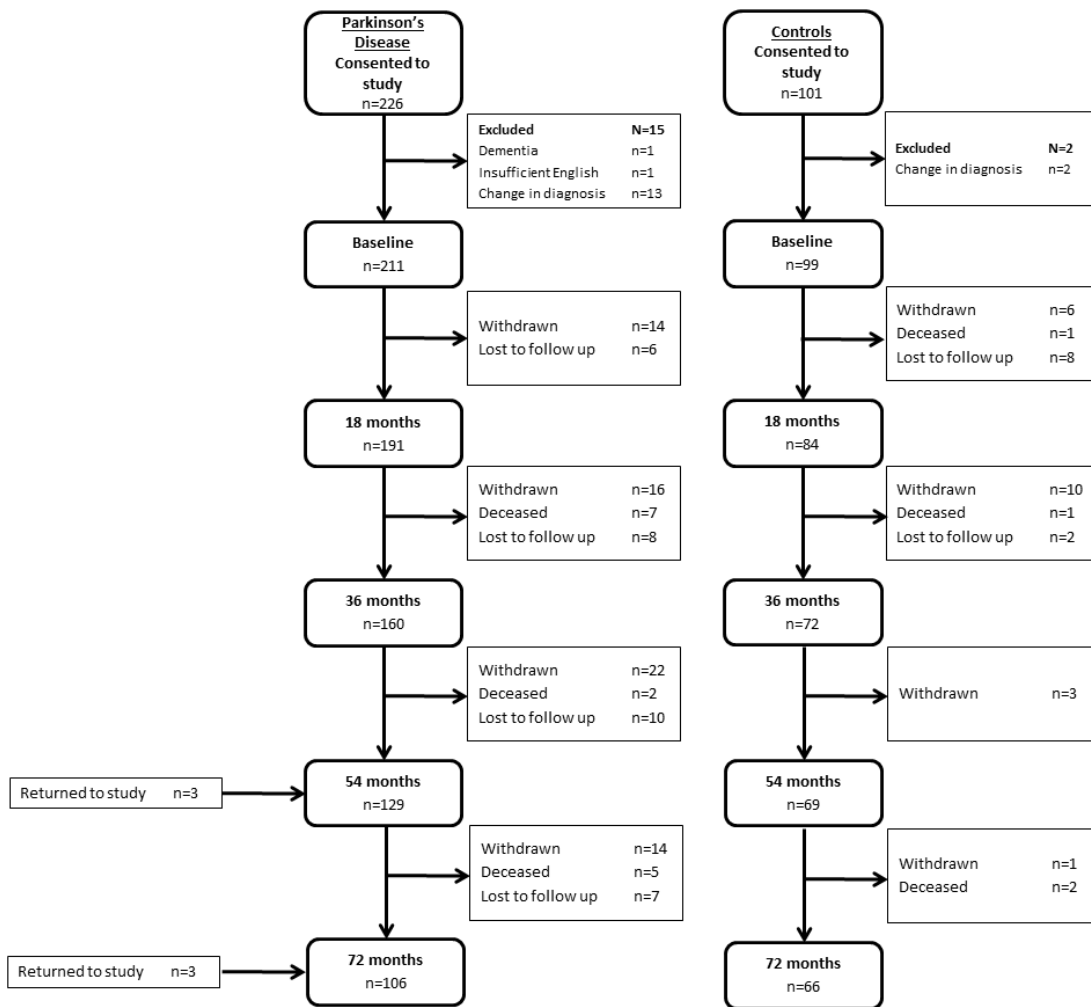 Parkinson's
Disease
Consented to
study
n=226
Excluded N=15
Dementia n=1
Insufficient English n=1
Change in diagnosis n=13
Baseline
n=211
Withdrawn n=14
Lost to follow up n=6
18 months
n=191
Withdrawn n=16
Deceased n=7
Lost to follow up n=8
36 months
n=160
Withdrawn n=22
Deceased n=2
Lost to follow up n=10
Returned to study n=3
54 months
n=129
Withdrawn n=14
Deceased n=5
Lost to follow up n=7
Returned to study n=3
72 months
n=106
Controls
Consented to
study
n=101
Excluded N=2
Change in diagnosis n=2
Baseline
n=99
Withdrawn n=6
Deceased n=1
Lost to follow up n=8
18 months
n=84
Withdrawn n=10
Deceased n=1
Lost to follow up n=2
36 months
n=72
Withdrawn n=3
54 months
n=69
Withdrawn n=1
Deceased n=2
72 months
n=66